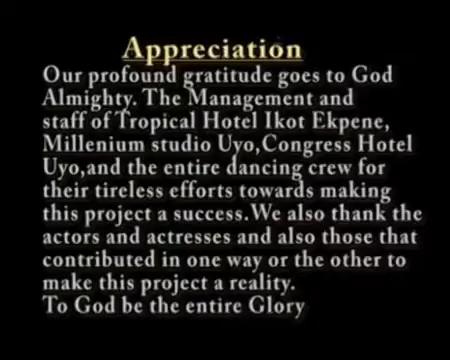 Appreciation
Our profound gratitude goes to God
Almighty. The Management and
staff of Tropical Hotel Ikot Ekpene,
Millenium studio Uyo,Congress Hotel
Uyo,and the entire dancing crew for
their tireless efforts towards making
this project a success.We also thank the
actors and actresses and also those that
contributed in one way or the other to
make this project a reality.
To God be the entire Glory